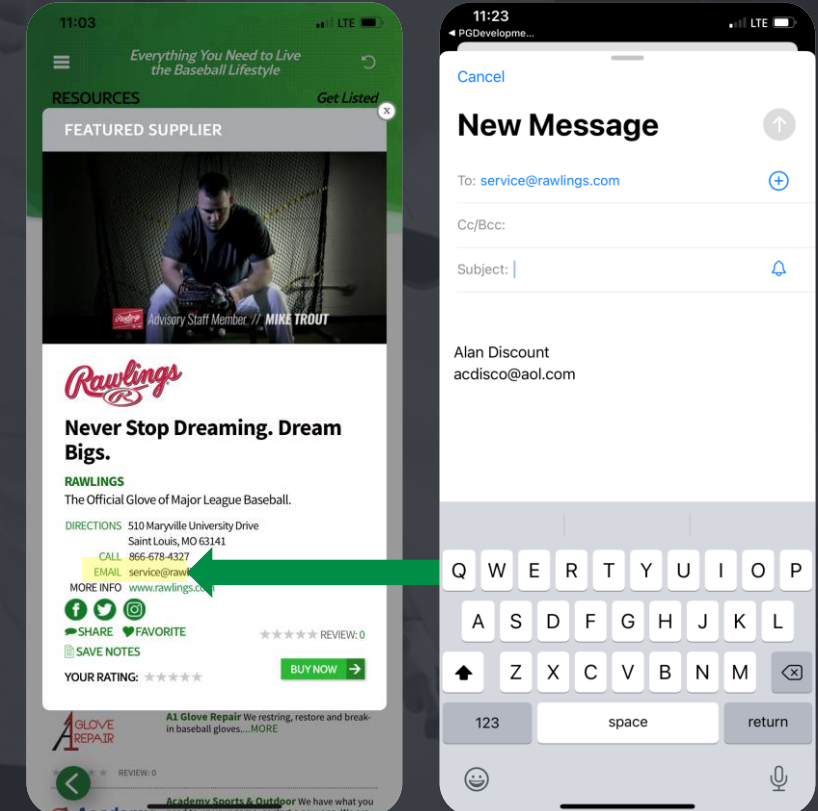 11:03
LTE
Everything You Need to Live
the Baseball Lifestyle
RESOURCES
Get Listed
x
FEATURED SUPPLIER
Rawlings
Advisory Staff Member // MIKE TROUT
Rawlings
R
Never Stop Dreaming. Dream
Bigs.
RAWLINGS
The Official Glove of Major League Baseball.
DIRECTIONS 510 Maryville University Drive
Saint Louis, MO 63141
CALL 866-678-4327
EMAIL service@rawl
MORE INFO www.rawlings.co
SHARE FAVORITE
REVIEW: 0
SAVE NOTES
YOUR RATING:
BUY NOW
A1 GLOVE REPAIR
A1 Glove Repair We restring, restore and break-
in baseball gloves....MORE
REVIEW: 0
Academy Sports & Outdoor We have what you
11:23
PGDevelopme...
LTE
Cancel
New Message
To: service@rawlings.com
Cc/Bcc:
Subject:
Alan Discount
acdisco@aol.com
Q W E R T Y U I O P
A S D F G H J K L
Z X C V B N M
123 space return